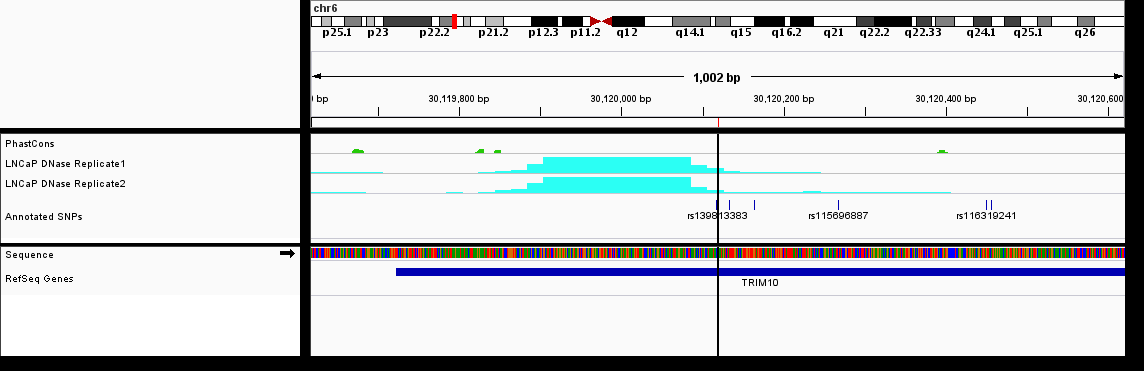 chr6
p25.1 p23 p22.2 p21.2 p12.3 p11.2 q12 q14.1 q15 q16.2 q21 q22.2 q22.33 q24.1 q25.1 q26
1,002 bp
bp 30,119,800 bp 30,120,000 bp 30,120,200 bp 30,120,400 bp 30,120,600
PhastCons
LNCaP DNase Replicate1
LNCaP DNase Replicate2
Annotated SNPs rs139813383 rs115696887 rs116319241
Sequence
RefSeq Genes
TRIM10